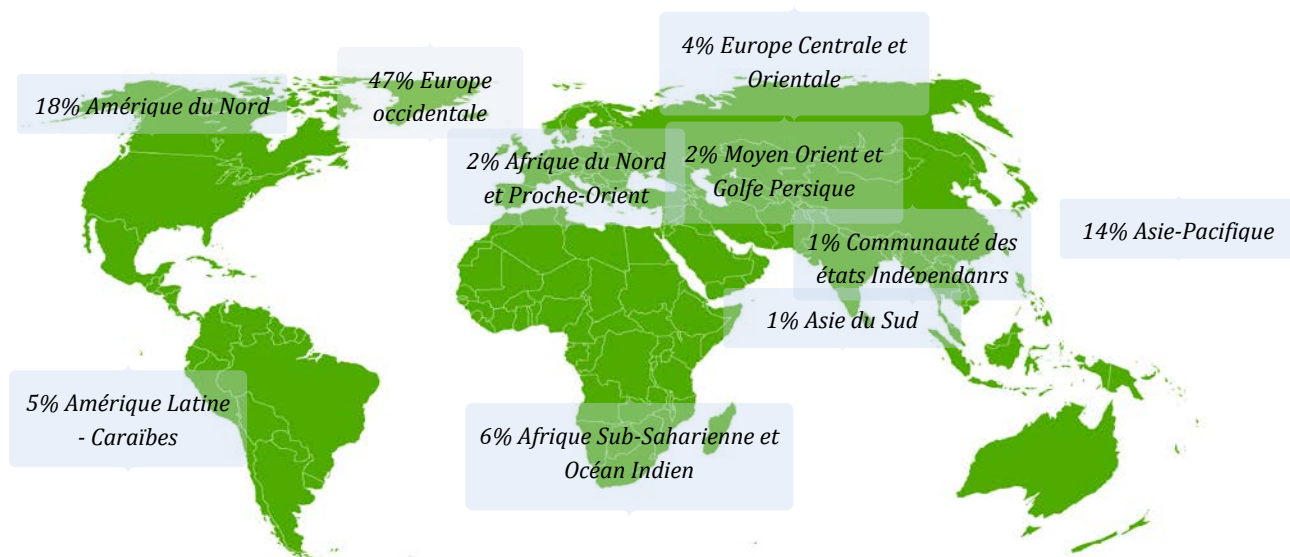 4% Europe Centrale et
Orientale
47% Europe
occidentale
18% Amérique du Nord
2% Afrique du Nord
et Proche-Orient
2% Moyen Orient et
Golfe Persique
14% Asie-Pacifique
1% Communauté des
états Indépendanrs
1% Asie du Sud
5% Amérique Latine
- Caraïbes
6% Afrique Sub-Saharienne et
Océan Indien